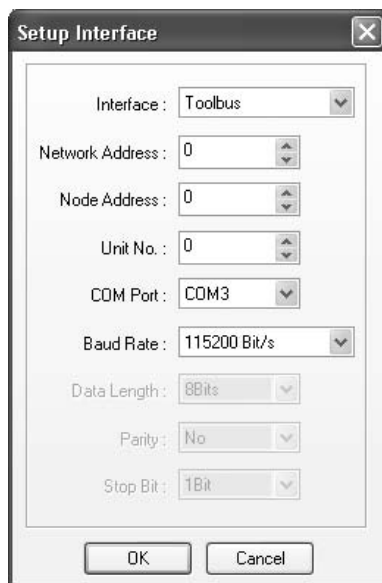 Setup Interface
Interface : Toolbus
Network Address : 0
Node Address : 0
Unit No. : 0
COM Port : COM3
Baud Rate : 115200 Bit/s
Data Length : 8Bits
Parity : No
Stop Bit : 1Bit
OK Cancel